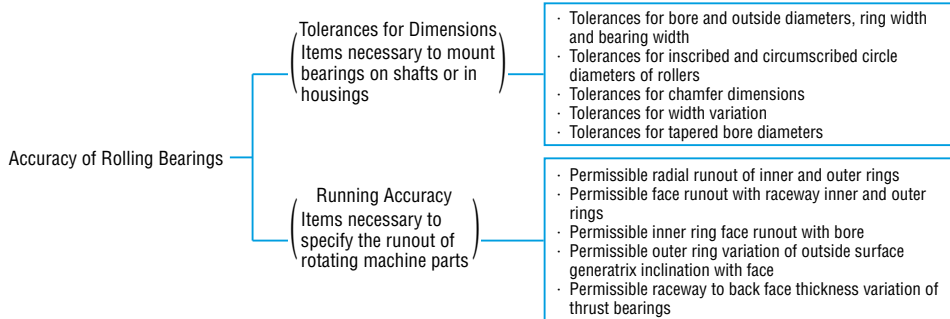 Accuracy of Rolling Bearings
Tolerances for Dimensions
Items necessary to mount
bearings on shafts or in
housings
· Tolerances for bore and outside diameters, ring width
and bearing width
· Tolerances for inscribed and circumscribed circle
diameters of rollers
· Tolerances for chamfer dimensions
· Tolerances for width variation
· Tolerances for tapered bore diameters
Running Accuracy
Items necessary to
specify the runout of
rotating machine parts
· Permissible radial runout of inner and outer rings
· Permissible face runout with raceway inner and outer
rings
· Permissible inner ring face runout with bore
· Permissible outer ring variation of outside surface
generatrix inclination with face
· Permissible raceway to back face thickness variation of
thrust bearings